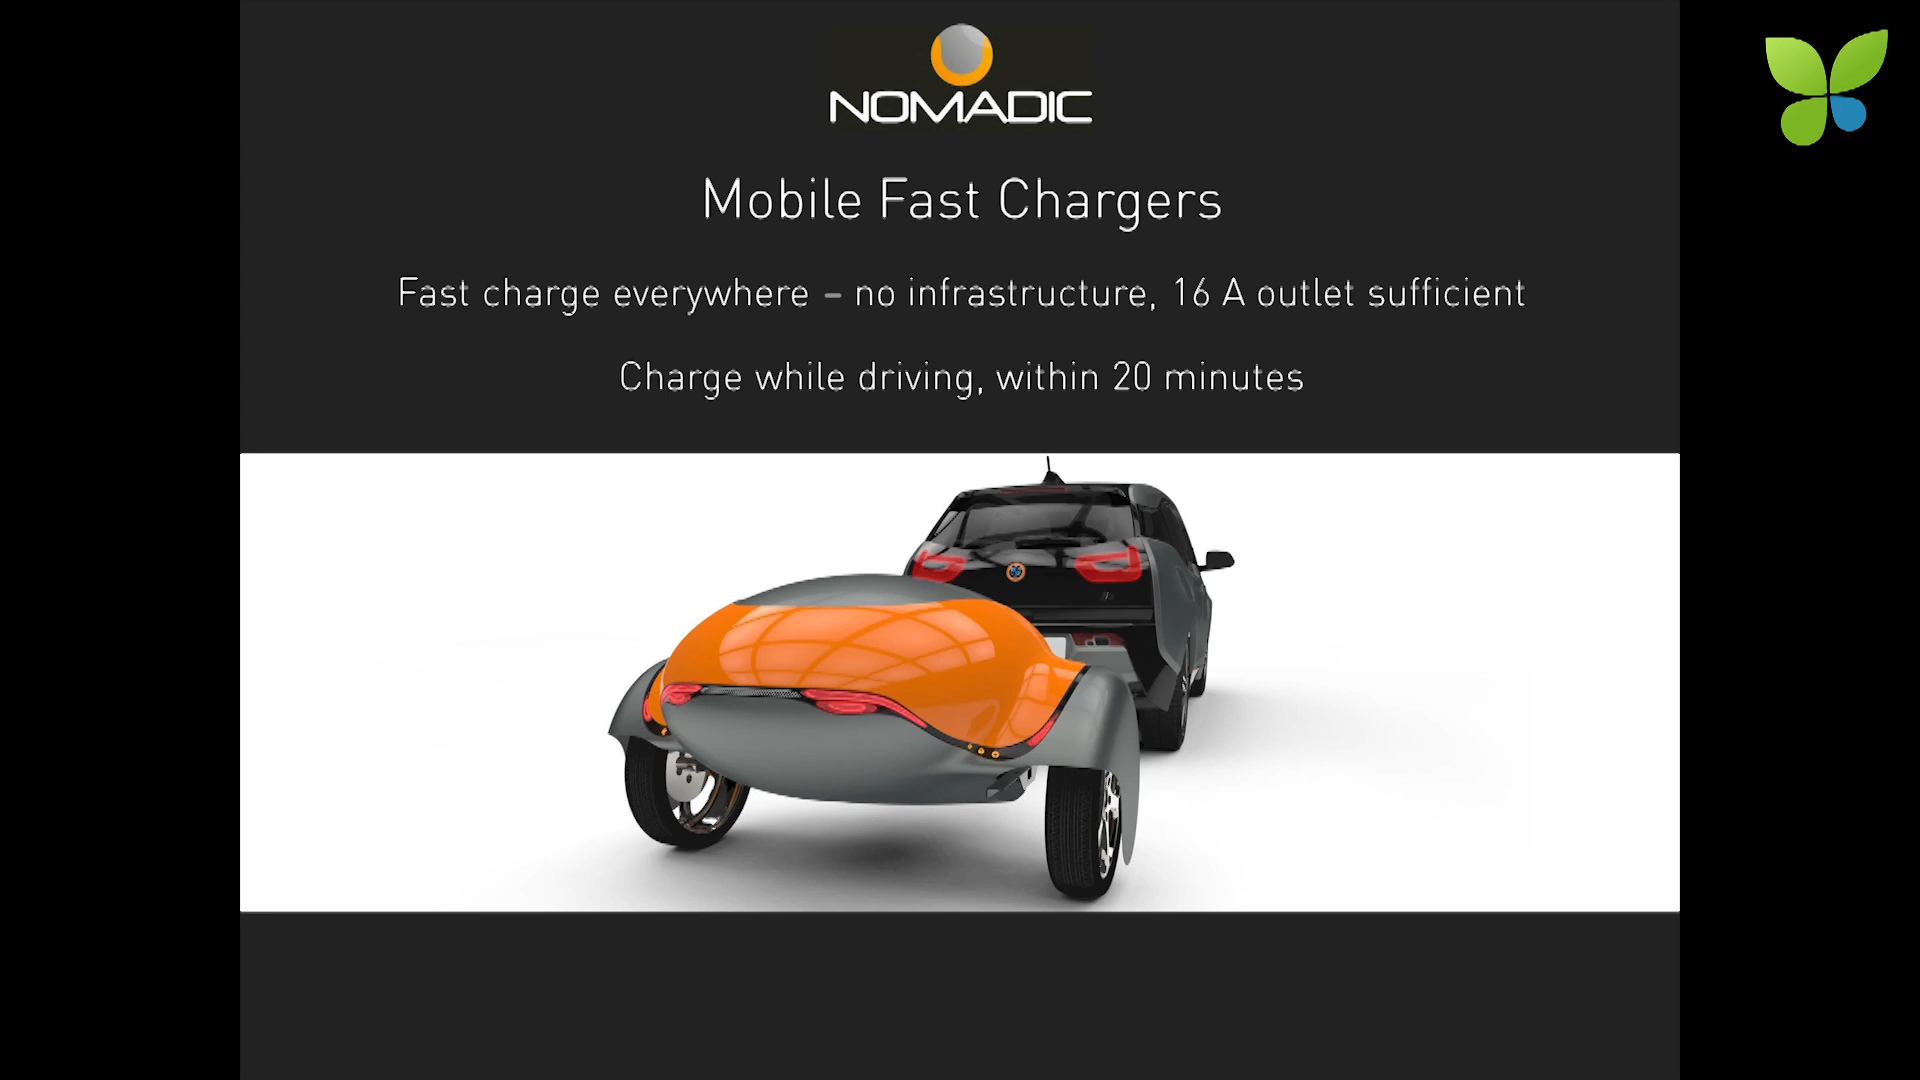 NOMADIC
Mobile Fast Chargers
Fast charge everywhere – no infrastructure, 16 A outlet sufficient
Charge while driving, within 20 minutes